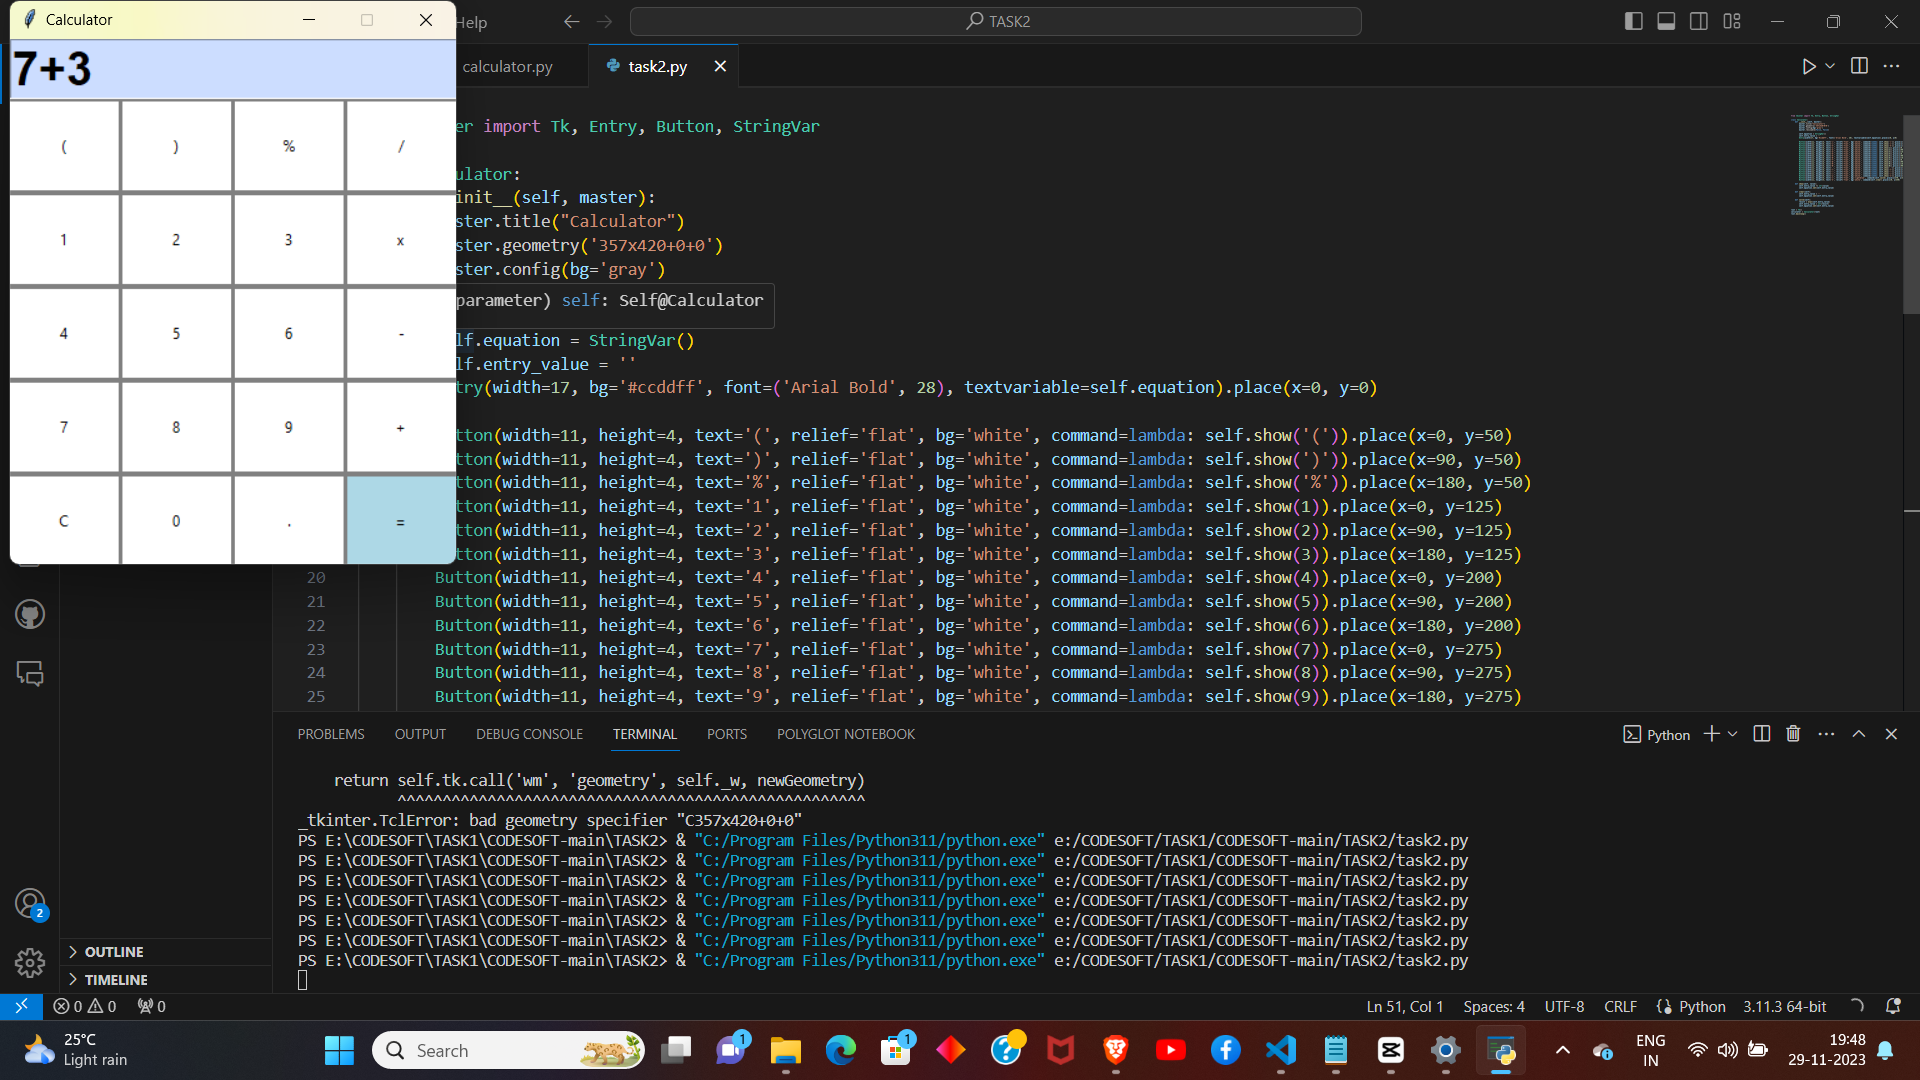 Calculator
7+3
( ) % /
1 2 3 x
4 5 6 -
7 8 9 +
C 0 . =
Help
TASK2
calculator.py
task2.py
er import Tk, Entry, Button, StringVar
ulator:
init__(self, master):
ster.title("Calculator")
ster.geometry('357x420+0+0')
ster.config(bg='gray')
parameter) self: Self@Calculator
lf.equation = StringVar()
lf.entry_value = ''
try(width=17, bg='#ccddff', font=('Arial Bold', 28), textvariable=self.equation).place(x=0, y=0)
tton(width=11, height=4, text='(', relief='flat', bg='white', command=lambda: self.show('(')).place(x=0, y=50)
tton(width=11, height=4, text=')', relief='flat', bg='white', command=lambda: self.show(')')).place(x=90, y=50)
tton(width=11, height=4, text='%', relief='flat', bg='white', command=lambda: self.show('%')).place(x=180, y=50)
tton(width=11, height=4, text='1', relief='flat', bg='white', command=lambda: self.show(1)).place(x=0, y=125)
tton(width=11, height=4, text='2', relief='flat', bg='white', command=lambda: self.show(2)).place(x=90, y=125)
tton(width=11, height=4, text='3', relief='flat', bg='white', command=lambda: self.show(3)).place(x=180, y=125)
20 Button(width=11, height=4, text='4', relief='flat', bg='white', command=lambda: self.show(4)).place(x=0, y=200)
21 Button(width=11, height=4, text='5', relief='flat', bg='white', command=lambda: self.show(5)).place(x=90, y=200)
22 Button(width=11, height=4, text='6', relief='flat', bg='white', command=lambda: self.show(6)).place(x=180, y=200)
23 Button(width=11, height=4, text='7', relief='flat', bg='white', command=lambda: self.show(7)).place(x=0, y=275)
24 Button(width=11, height=4, text='8', relief='flat', bg='white', command=lambda: self.show(8)).place(x=90, y=275)
25 Button(width=11, height=4, text='9', relief='flat', bg='white', command=lambda: self.show(9)).place(x=180, y=275)
PROBLEMS OUTPUT DEBUG CONSOLE TERMINAL PORTS POLYGLOT NOTEBOOK
Python
return self.tk.call('wm', 'geometry', self._w, newGeometry)
^^^^^^^^^^^^^^^^^^^^^^^^^^^^^^^^^^^^^^^^^^^^^^^^^^^^
_tkinter.TclError: bad geometry specifier "C357x420+0+0"
PS E:\CODESOFT\TASK1\CODESOFT-main\TASK2> & "C:/Program Files/Python311/python.exe" e:/CODESOFT/TASK1/CODESOFT-main/TASK2/task2.py
PS E:\CODESOFT\TASK1\CODESOFT-main\TASK2> & "C:/Program Files/Python311/python.exe" e:/CODESOFT/TASK1/CODESOFT-main/TASK2/task2.py
PS E:\CODESOFT\TASK1\CODESOFT-main\TASK2> & "C:/Program Files/Python311/python.exe" e:/CODESOFT/TASK1/CODESOFT-main/TASK2/task2.py
PS E:\CODESOFT\TASK1\CODESOFT-main\TASK2> & "C:/Program Files/Python311/python.exe" e:/CODESOFT/TASK1/CODESOFT-main/TASK2/task2.py
PS E:\CODESOFT\TASK1\CODESOFT-main\TASK2> & "C:/Program Files/Python311/python.exe" e:/CODESOFT/TASK1/CODESOFT-main/TASK2/task2.py
PS E:\CODESOFT\TASK1\CODESOFT-main\TASK2> & "C:/Program Files/Python311/python.exe" e:/CODESOFT/TASK1/CODESOFT-main/TASK2/task2.py
PS E:\CODESOFT\TASK1\CODESOFT-main\TASK2> & "C:/Program Files/Python311/python.exe" e:/CODESOFT/TASK1/CODESOFT-main/TASK2/task2.py
2
OUTLINE
TIMELINE
0 0 0
Ln 51, Col 1 Spaces: 4 UTF-8 CRLF {} Python 3.11.3 64-bit
25°C
Light rain
Search
1
1
ENG
IN
19:48
29-11-2023